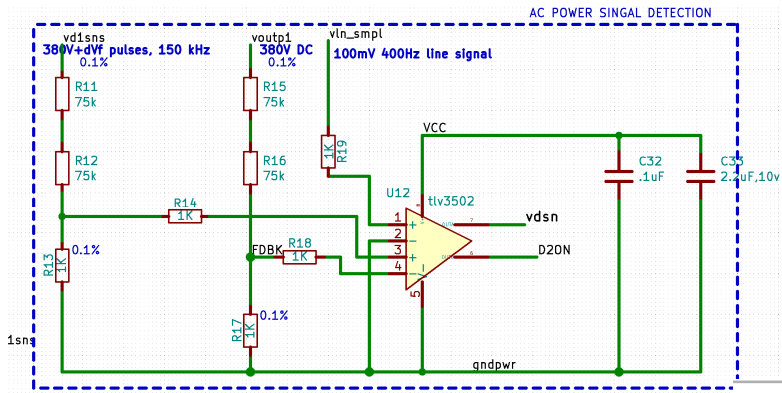 AC POWER SINGAL DETECTION
vd1sns
voutp1
vln_smpl
380V+dVf pulses, 150 kHz
380V DC
100mV 400Hz line signal
0.1%
0.1%
R11
75k
R15
75k
VCC
R19
1K
R12
75k
R16
75k
C32
.1uF
C33
2.2uF,10v
U12
tlv3502
R14
1K
1
2
3
4
5
+
−
+
−
7
6
vdsn
D2ON
FDBK
R18
1K
0.1%
R13
1K
0.1%
R17
1K
1sns
gndpwr